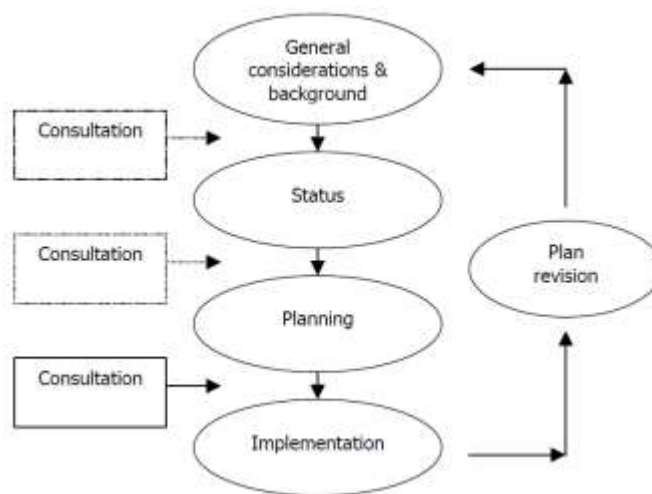 General
considerations &
background
Consultation
Status
Consultation
Plan
revision
Planning
Consultation
Implementation